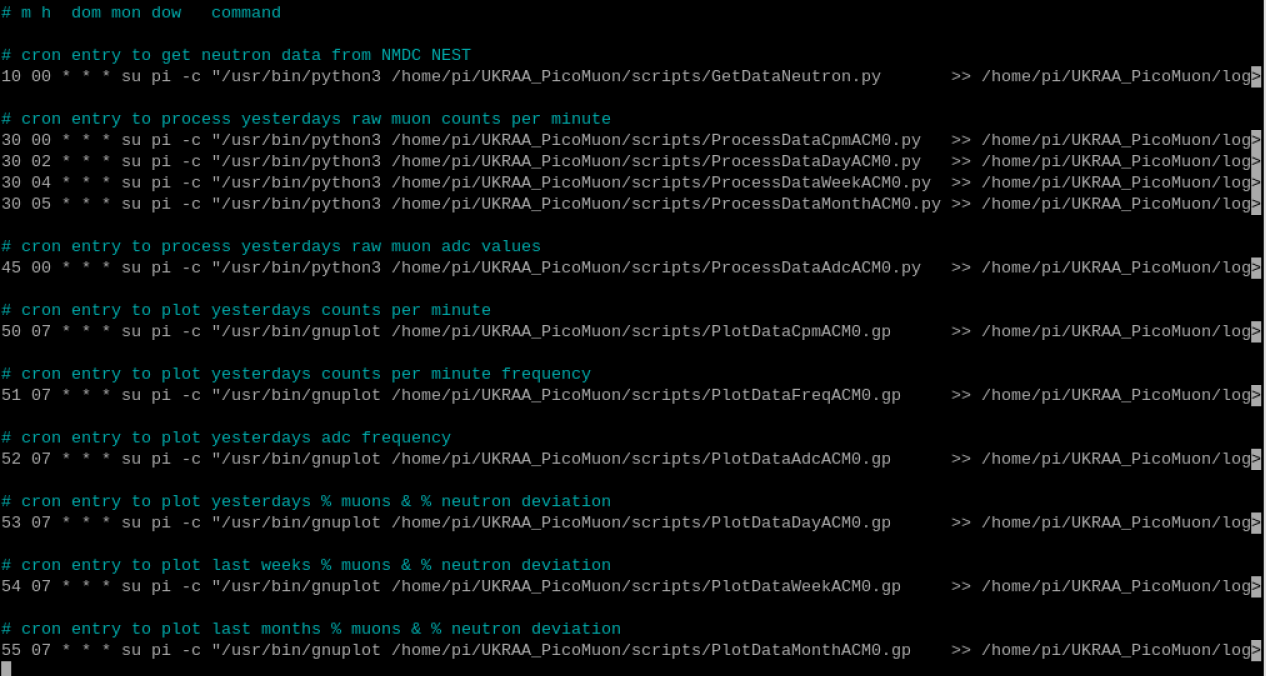 # m h  dom mon dow   command

# cron entry to get neutron data from NMDC NEST
10 00 * * * su pi -c "/usr/bin/python3 /home/pi/UKRAA_PicoMuon/scripts/GetDataNeutron.py       >> /home/pi/UKRAA_PicoMuon/log>

# cron entry to process yesterdays raw muon counts per minute
30 00 * * * su pi -c "/usr/bin/python3 /home/pi/UKRAA_PicoMuon/scripts/ProcessDataCpmACM0.py   >> /home/pi/UKRAA_PicoMuon/log>
30 02 * * * su pi -c "/usr/bin/python3 /home/pi/UKRAA_PicoMuon/scripts/ProcessDataDayACM0.py   >> /home/pi/UKRAA_PicoMuon/log>
30 04 * * * su pi -c "/usr/bin/python3 /home/pi/UKRAA_PicoMuon/scripts/ProcessDataWeekACM0.py  >> /home/pi/UKRAA_PicoMuon/log>
30 05 * * * su pi -c "/usr/bin/python3 /home/pi/UKRAA_PicoMuon/scripts/ProcessDataMonthACM0.py >> /home/pi/UKRAA_PicoMuon/log>

# cron entry to process yesterdays raw muon adc values
45 00 * * * su pi -c "/usr/bin/python3 /home/pi/UKRAA_PicoMuon/scripts/ProcessDataAdcACM0.py   >> /home/pi/UKRAA_PicoMuon/log>

# cron entry to plot yesterdays counts per minute
50 07 * * * su pi -c "/usr/bin/gnuplot /home/pi/UKRAA_PicoMuon/scripts/PlotDataCpmACM0.gp      >> /home/pi/UKRAA_PicoMuon/log>

# cron entry to plot yesterdays counts per minute frequency
51 07 * * * su pi -c "/usr/bin/gnuplot /home/pi/UKRAA_PicoMuon/scripts/PlotDataFreqACM0.gp     >> /home/pi/UKRAA_PicoMuon/log>

# cron entry to plot yesterdays adc frequency
52 07 * * * su pi -c "/usr/bin/gnuplot /home/pi/UKRAA_PicoMuon/scripts/PlotDataAdcACM0.gp      >> /home/pi/UKRAA_PicoMuon/log>

# cron entry to plot yesterdays % muons & % neutron deviation
53 07 * * * su pi -c "/usr/bin/gnuplot /home/pi/UKRAA_PicoMuon/scripts/PlotDataDayACM0.gp      >> /home/pi/UKRAA_PicoMuon/log>

# cron entry to plot last weeks % muons & % neutron deviation
54 07 * * * su pi -c "/usr/bin/gnuplot /home/pi/UKRAA_PicoMuon/scripts/PlotDataWeekACM0.gp     >> /home/pi/UKRAA_PicoMuon/log>

# cron entry to plot last months % muons & % neutron deviation
55 07 * * * su pi -c "/usr/bin/gnuplot /home/pi/UKRAA_PicoMuon/scripts/PlotDataMonthACM0.gp    >> /home/pi/UKRAA_PicoMuon/log>